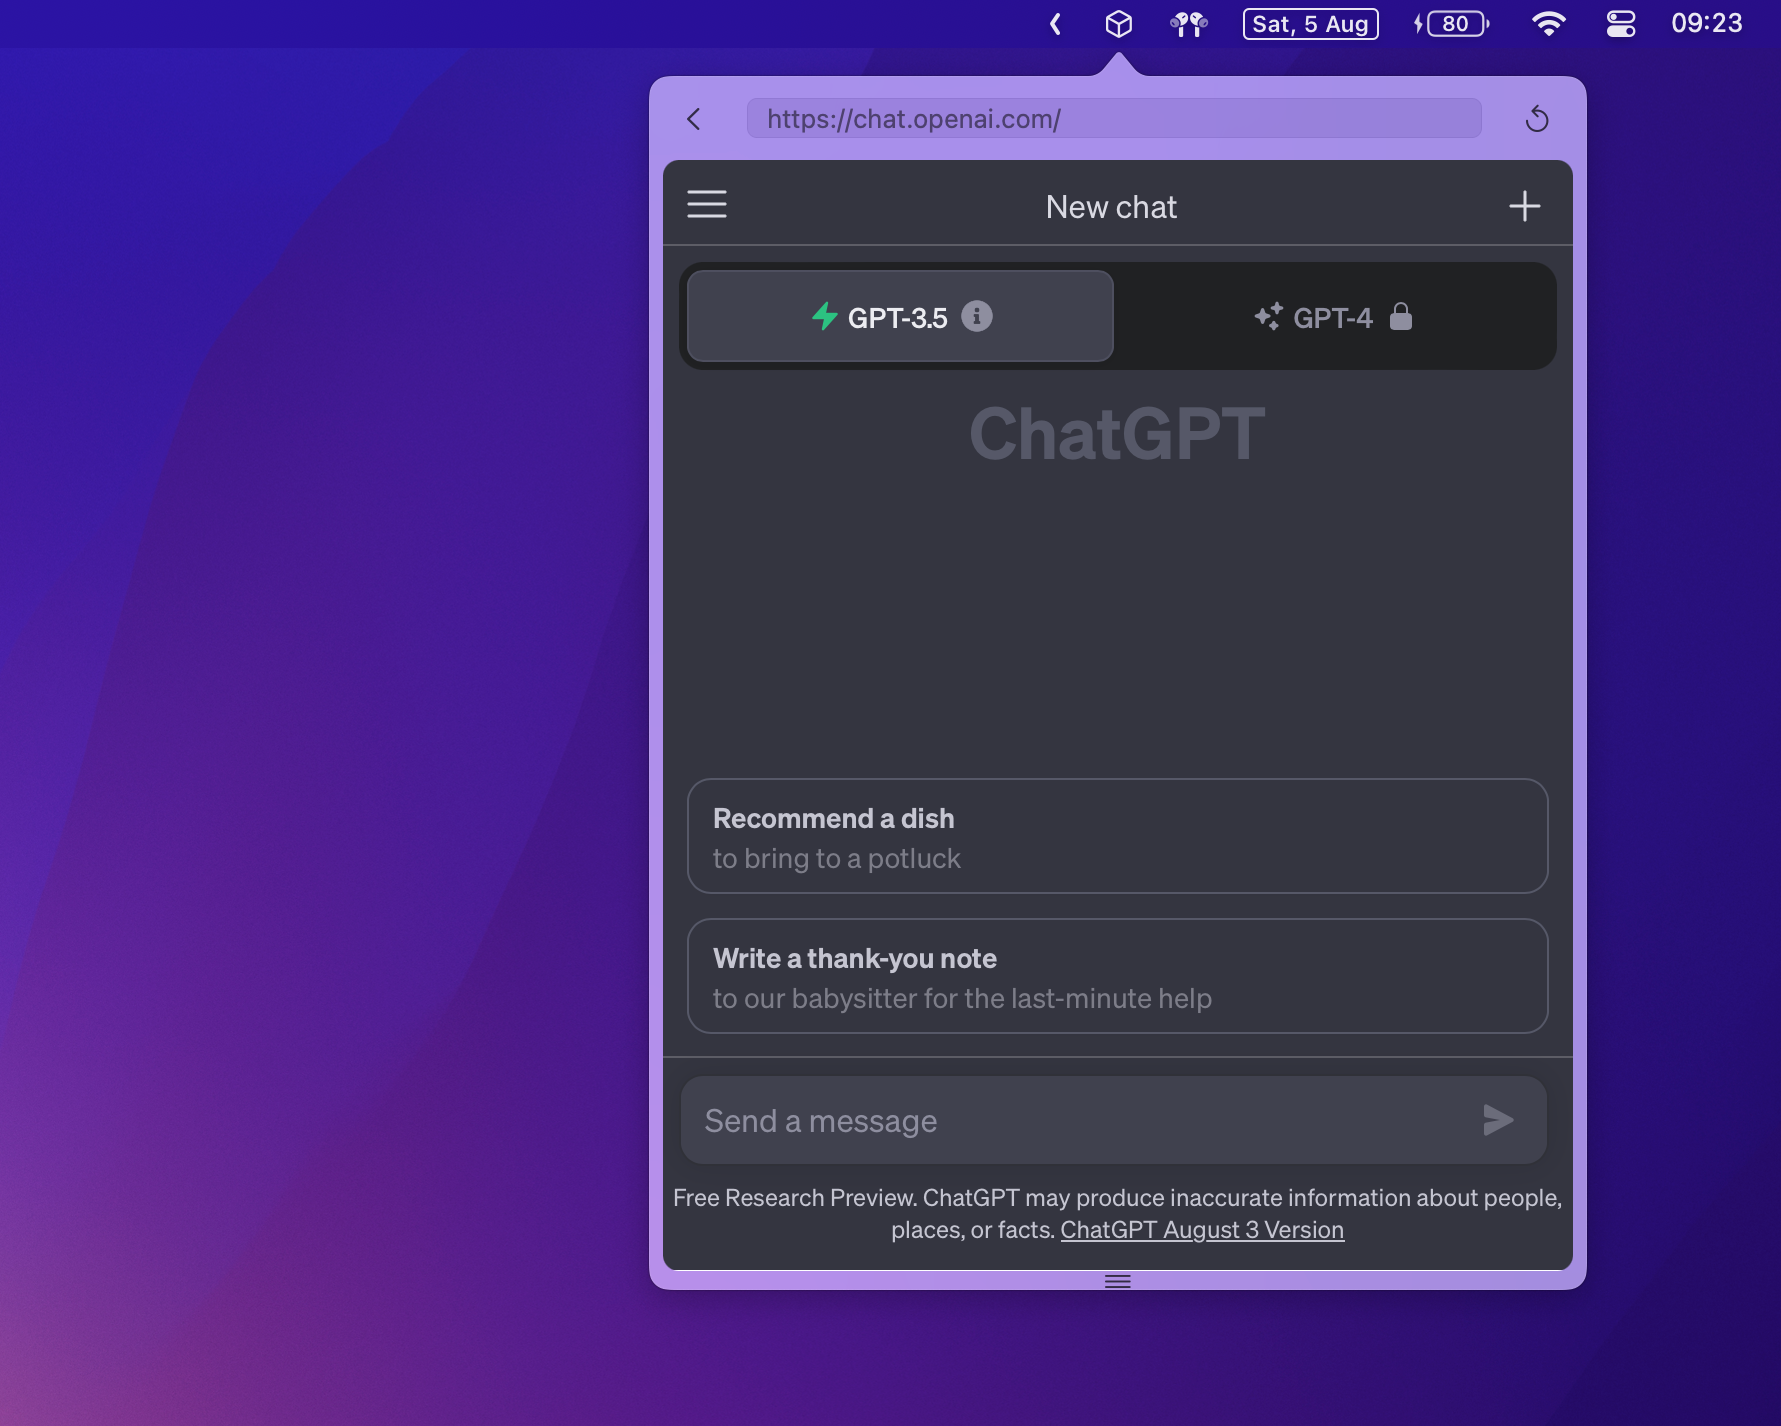 Sat, 5 Aug
80
09:23
https://chat.openai.com/
New chat
GPT-3.5
GPT-4
ChatGPT
Recommend a dish
to bring to a potluck
Write a thank-you note
to our babysitter for the last-minute help
Send a message
Free Research Preview. ChatGPT may produce inaccurate information about people,
places, or facts. ChatGPT August 3 Version